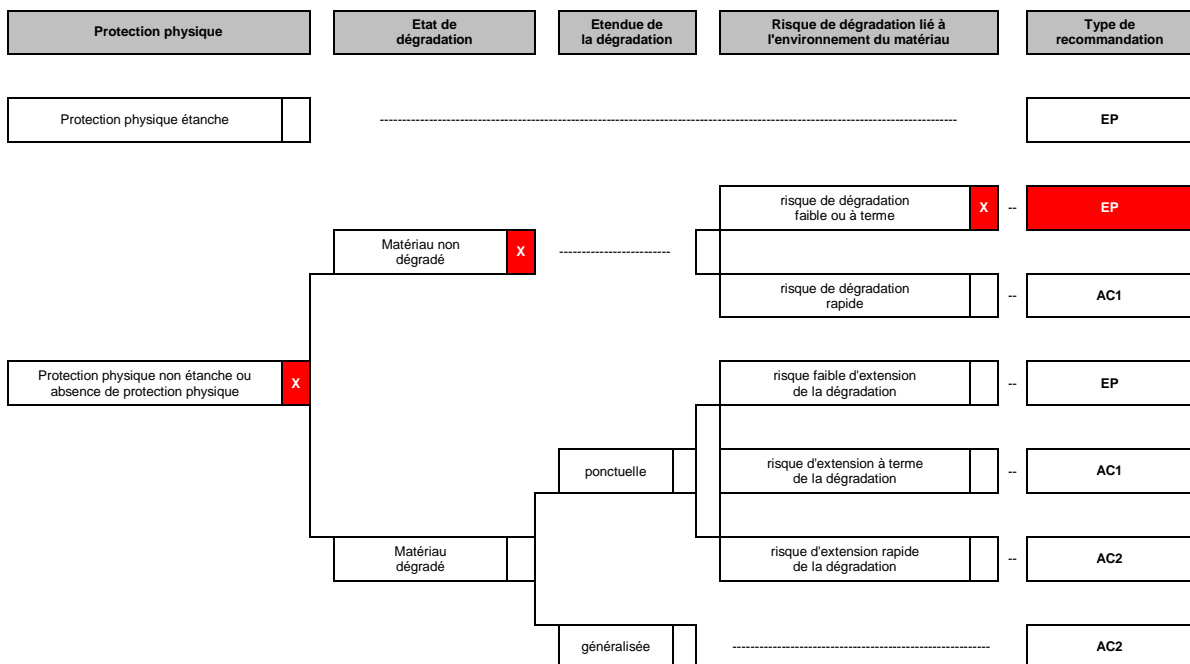 Protection physique
Etat de
dégradation
Etendue de
la dégradation
Risque de dégradation lié à
l'environnement du matériau
Type de
recommandation
Protection physique étanche
EP
risque de dégradation
faible ou à terme
X
--
EP
Matériau non
dégradé
X
risque de dégradation
rapide
--
AC1
Protection physique non étanche ou
absence de protection physique
X
risque faible d'extension
de la dégradation
--
EP
ponctuelle
risque d'extension à terme
de la dégradation
--
AC1
Matériau
dégradé
risque d'extension rapide
de la dégradation
--
AC2
généralisée
AC2